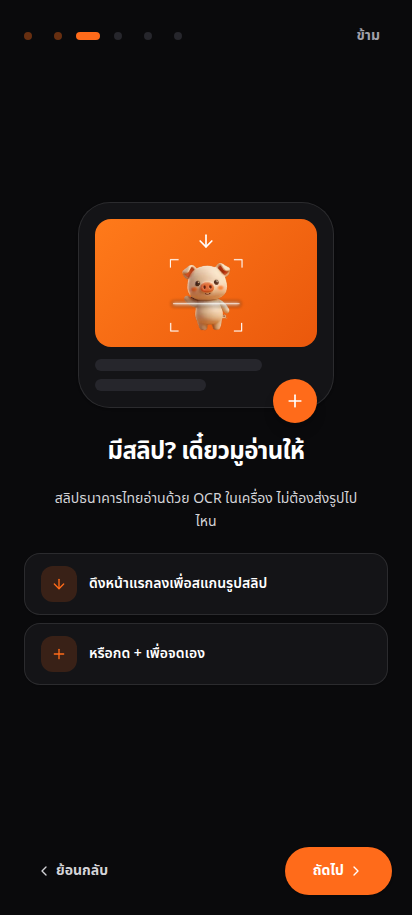 ข้าม
มีสลิป? เดี๋ยวมูอ่านให้
สลิปธนาคารไทยอ่านด้วย OCR ในเครื่อง ไม่ต้องส่งรูปไป
ไหน
ดึงหน้าแรกลงเพื่อสแกนรูปสลิป
หรือกด + เพื่อจดเอง
ย้อนกลับ
ถัดไป